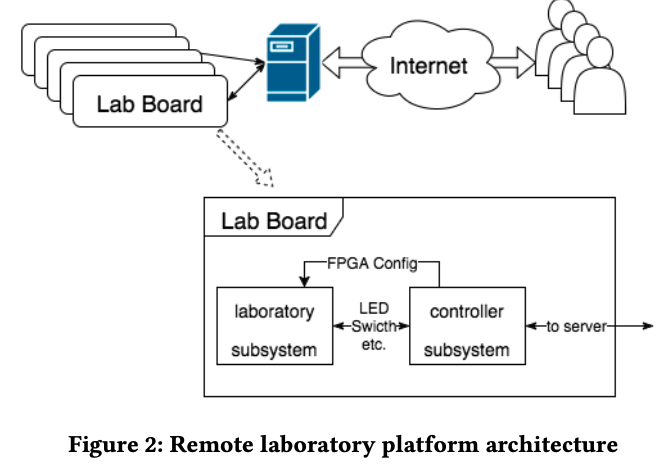 Lab Board
Internet
Lab Board
FPGA Config
laboratory
subsystem
LED
Swicth
etc.
controller
subsystem
to server
Figure 2: Remote laboratory platform architecture